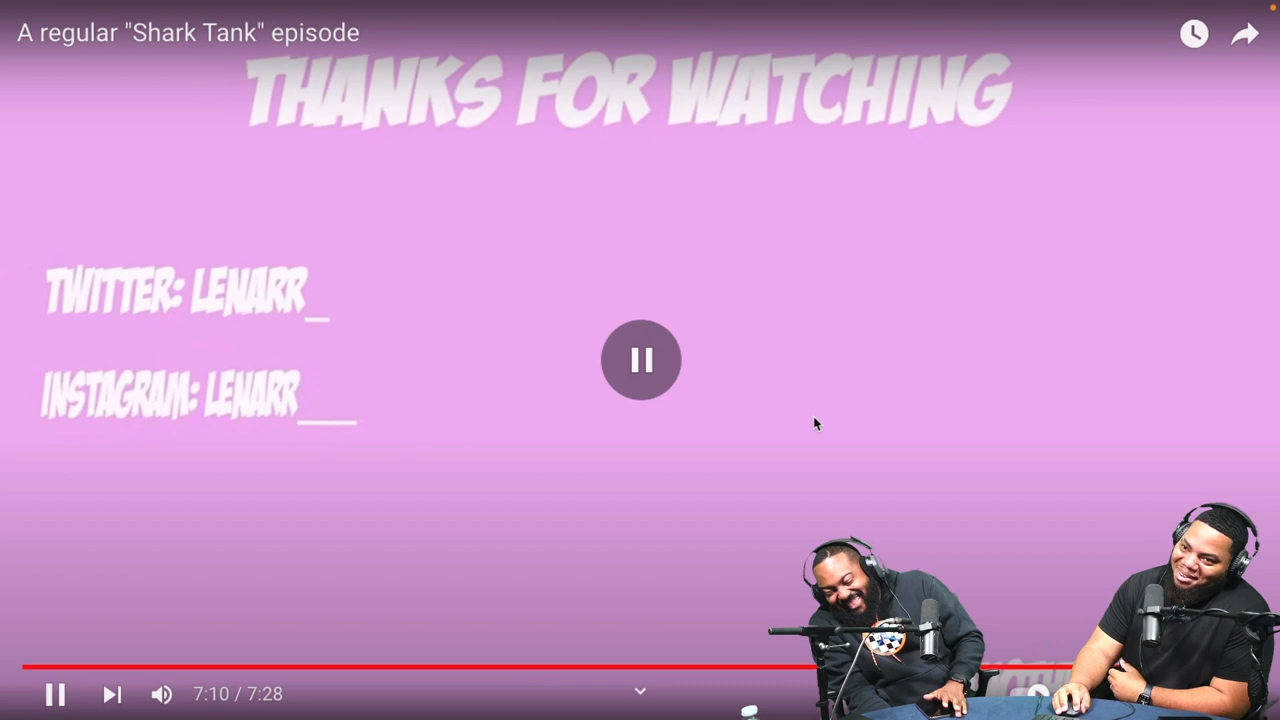 A regular "Shark Tank" episode
THANKS FOR WATCHING
TWITTER: LENARR_
INSTAGRAM: LENARR___
7:10 / 7:28